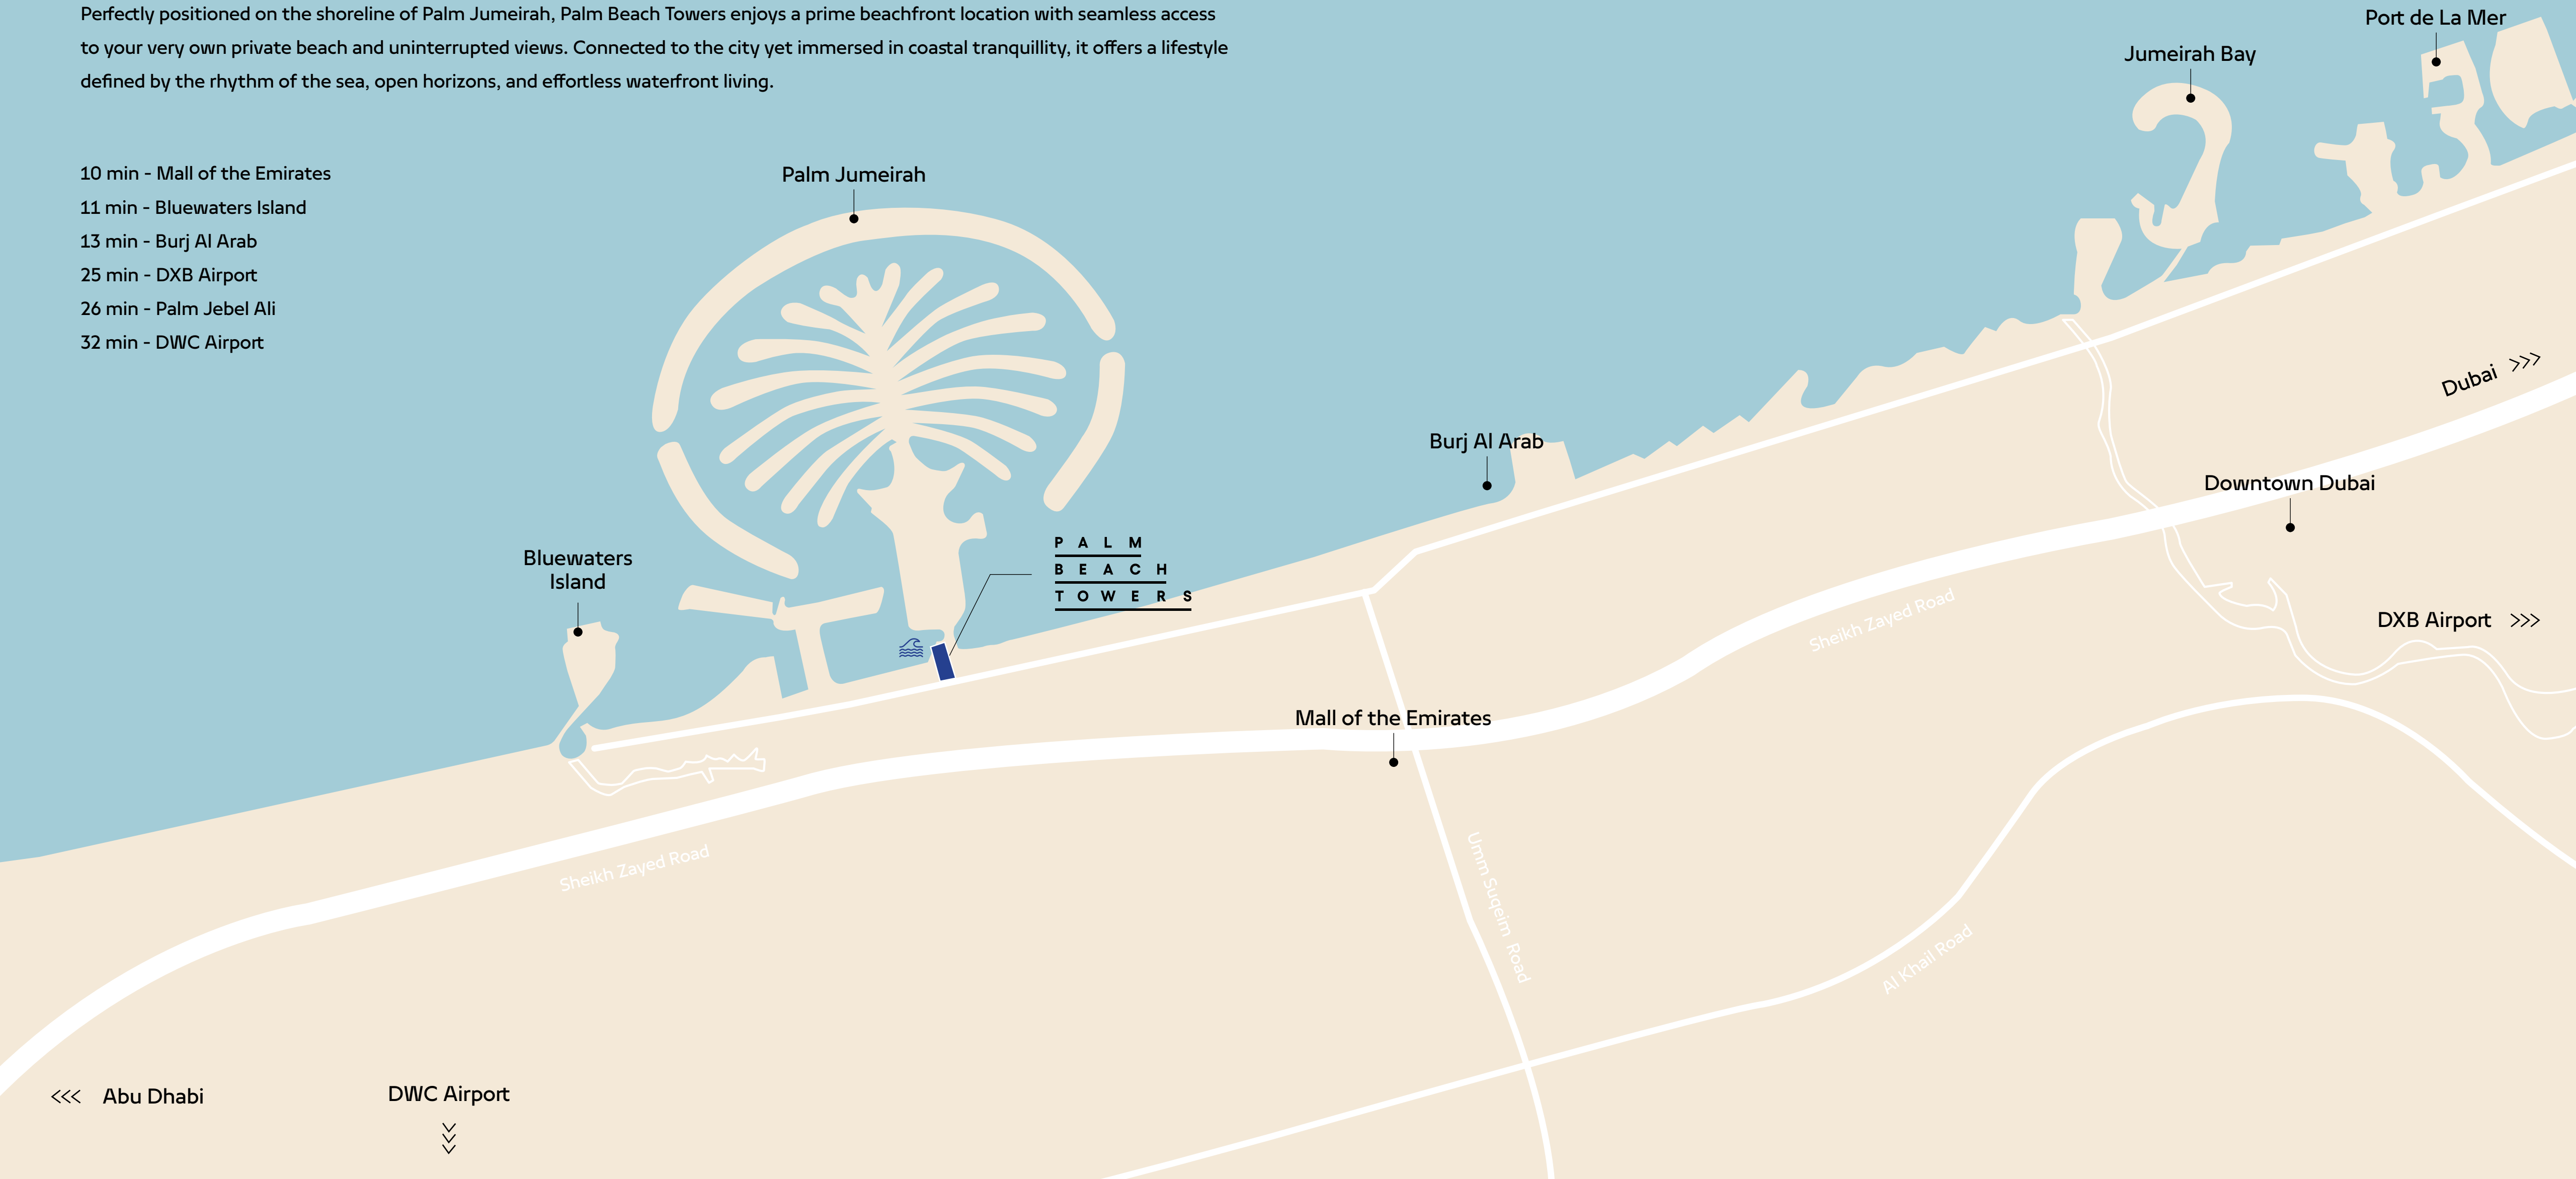 Perfectly positioned on the shoreline of Palm Jumeirah, Palm Beach Towers enjoys a prime beachfront location with seamless access
to your very own private beach and uninterrupted views. Connected to the city yet immersed in coastal tranquillity, it offers a lifestyle
defined by the rhythm of the sea, open horizons, and effortless waterfront living.
10 min - Mall of the Emirates
11 min - Bluewaters Island
13 min - Burj Al Arab
25 min - DXB Airport
26 min - Palm Jebel Ali
32 min - DWC Airport
Port de La Mer
Jumeirah Bay
Palm Jumeirah
Dubai >>>
Burj Al Arab
Downtown Dubai
PALM
BEACH
TOWERS
Bluewaters
Island
Sheikh Zayed Road
DXB Airport >>>
Mall of the Emirates
Sheikh Zayed Road
Umm Suqeim Road
Al Khail Road
<<< Abu Dhabi
DWC Airport
>>>